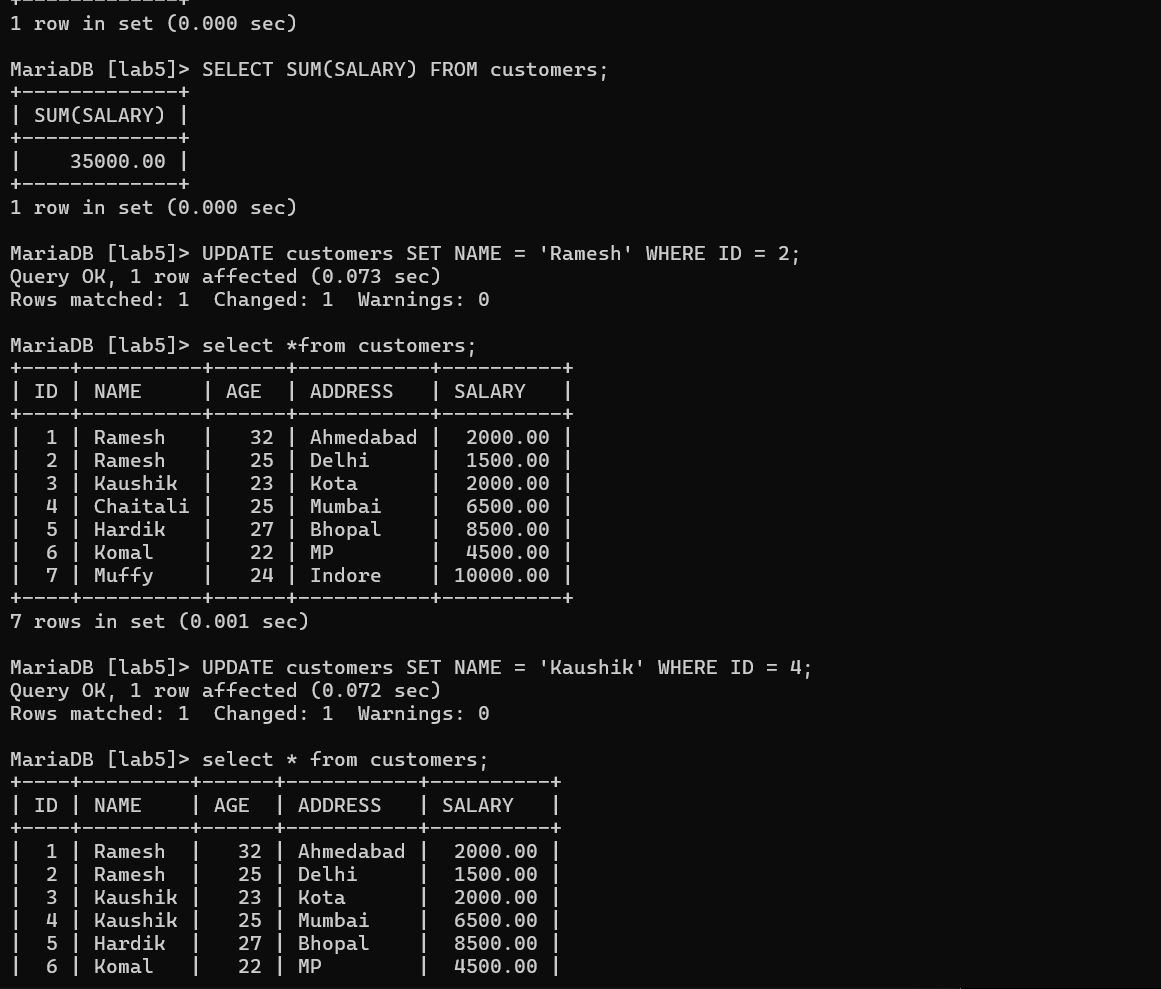 +-------------+
1 row in set (0.000 sec)

MariaDB [lab5]> SELECT SUM(SALARY) FROM customers;
+-------------+
| SUM(SALARY) |
+-------------+
|    35000.00 |
+-------------+
1 row in set (0.000 sec)

MariaDB [lab5]> UPDATE customers SET NAME = 'Ramesh' WHERE ID = 2;
Query OK, 1 row affected (0.073 sec)
Rows matched: 1  Changed: 1  Warnings: 0

MariaDB [lab5]> select *from customers;
+----+----------+------+-----------+----------+
| ID | NAME     | AGE  | ADDRESS   | SALARY   |
+----+----------+------+-----------+----------+
|  1 | Ramesh   |   32 | Ahmedabad |  2000.00 |
|  2 | Ramesh   |   25 | Delhi     |  1500.00 |
|  3 | Kaushik  |   23 | Kota      |  2000.00 |
|  4 | Chaitali |   25 | Mumbai    |  6500.00 |
|  5 | Hardik   |   27 | Bhopal    |  8500.00 |
|  6 | Komal    |   22 | MP        |  4500.00 |
|  7 | Muffy    |   24 | Indore    | 10000.00 |
+----+----------+------+-----------+----------+
7 rows in set (0.001 sec)

MariaDB [lab5]> UPDATE customers SET NAME = 'Kaushik' WHERE ID = 4;
Query OK, 1 row affected (0.072 sec)
Rows matched: 1  Changed: 1  Warnings: 0

MariaDB [lab5]> select * from customers;
+----+---------+------+-----------+----------+
| ID | NAME    | AGE  | ADDRESS   | SALARY   |
+----+---------+------+-----------+----------+
|  1 | Ramesh  |   32 | Ahmedabad |  2000.00 |
|  2 | Ramesh  |   25 | Delhi     |  1500.00 |
|  3 | Kaushik |   23 | Kota      |  2000.00 |
|  4 | Kaushik |   25 | Mumbai    |  6500.00 |
|  5 | Hardik  |   27 | Bhopal    |  8500.00 |
|  6 | Komal   |   22 | MP        |  4500.00 |